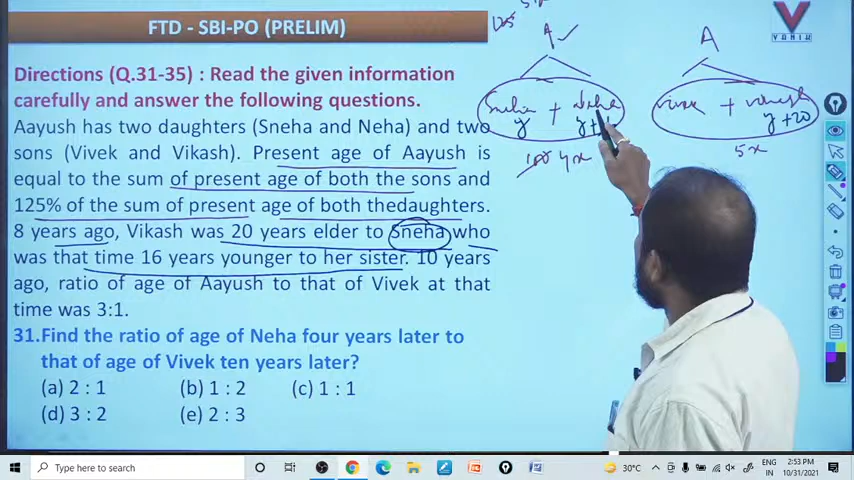 FTD - SBI-PO (PRELIM)
VANIK
Directions (Q.31-35) : Read the given information
carefully and answer the following questions.
Aayush has two daughters (Sneha and Neha) and two
sons (Vivek and Vikash). Present age of Aayush is
equal to the sum of present age of both the sons and
125% of the sum of present age of both thedaughters.
8 years ago, Vikash was 20 years elder to Sneha who
was that time 16 years younger to her sister. 10 years
ago, ratio of age of Aayush to that of Vivek at that
time was 3:1.
31.Find the ratio of age of Neha four years later to
that of age of Vivek ten years later?
(a) 2 : 1 (b) 1 : 2 (c) 1 : 1
(d) 3 : 2 (e) 2 : 3
125
A
Sneha + Neha
y
100 4x
A
Vivek + Vikash
y+20
5x
Type here to search
30°C
ENG
IN
2:53 PM
10/31/2021